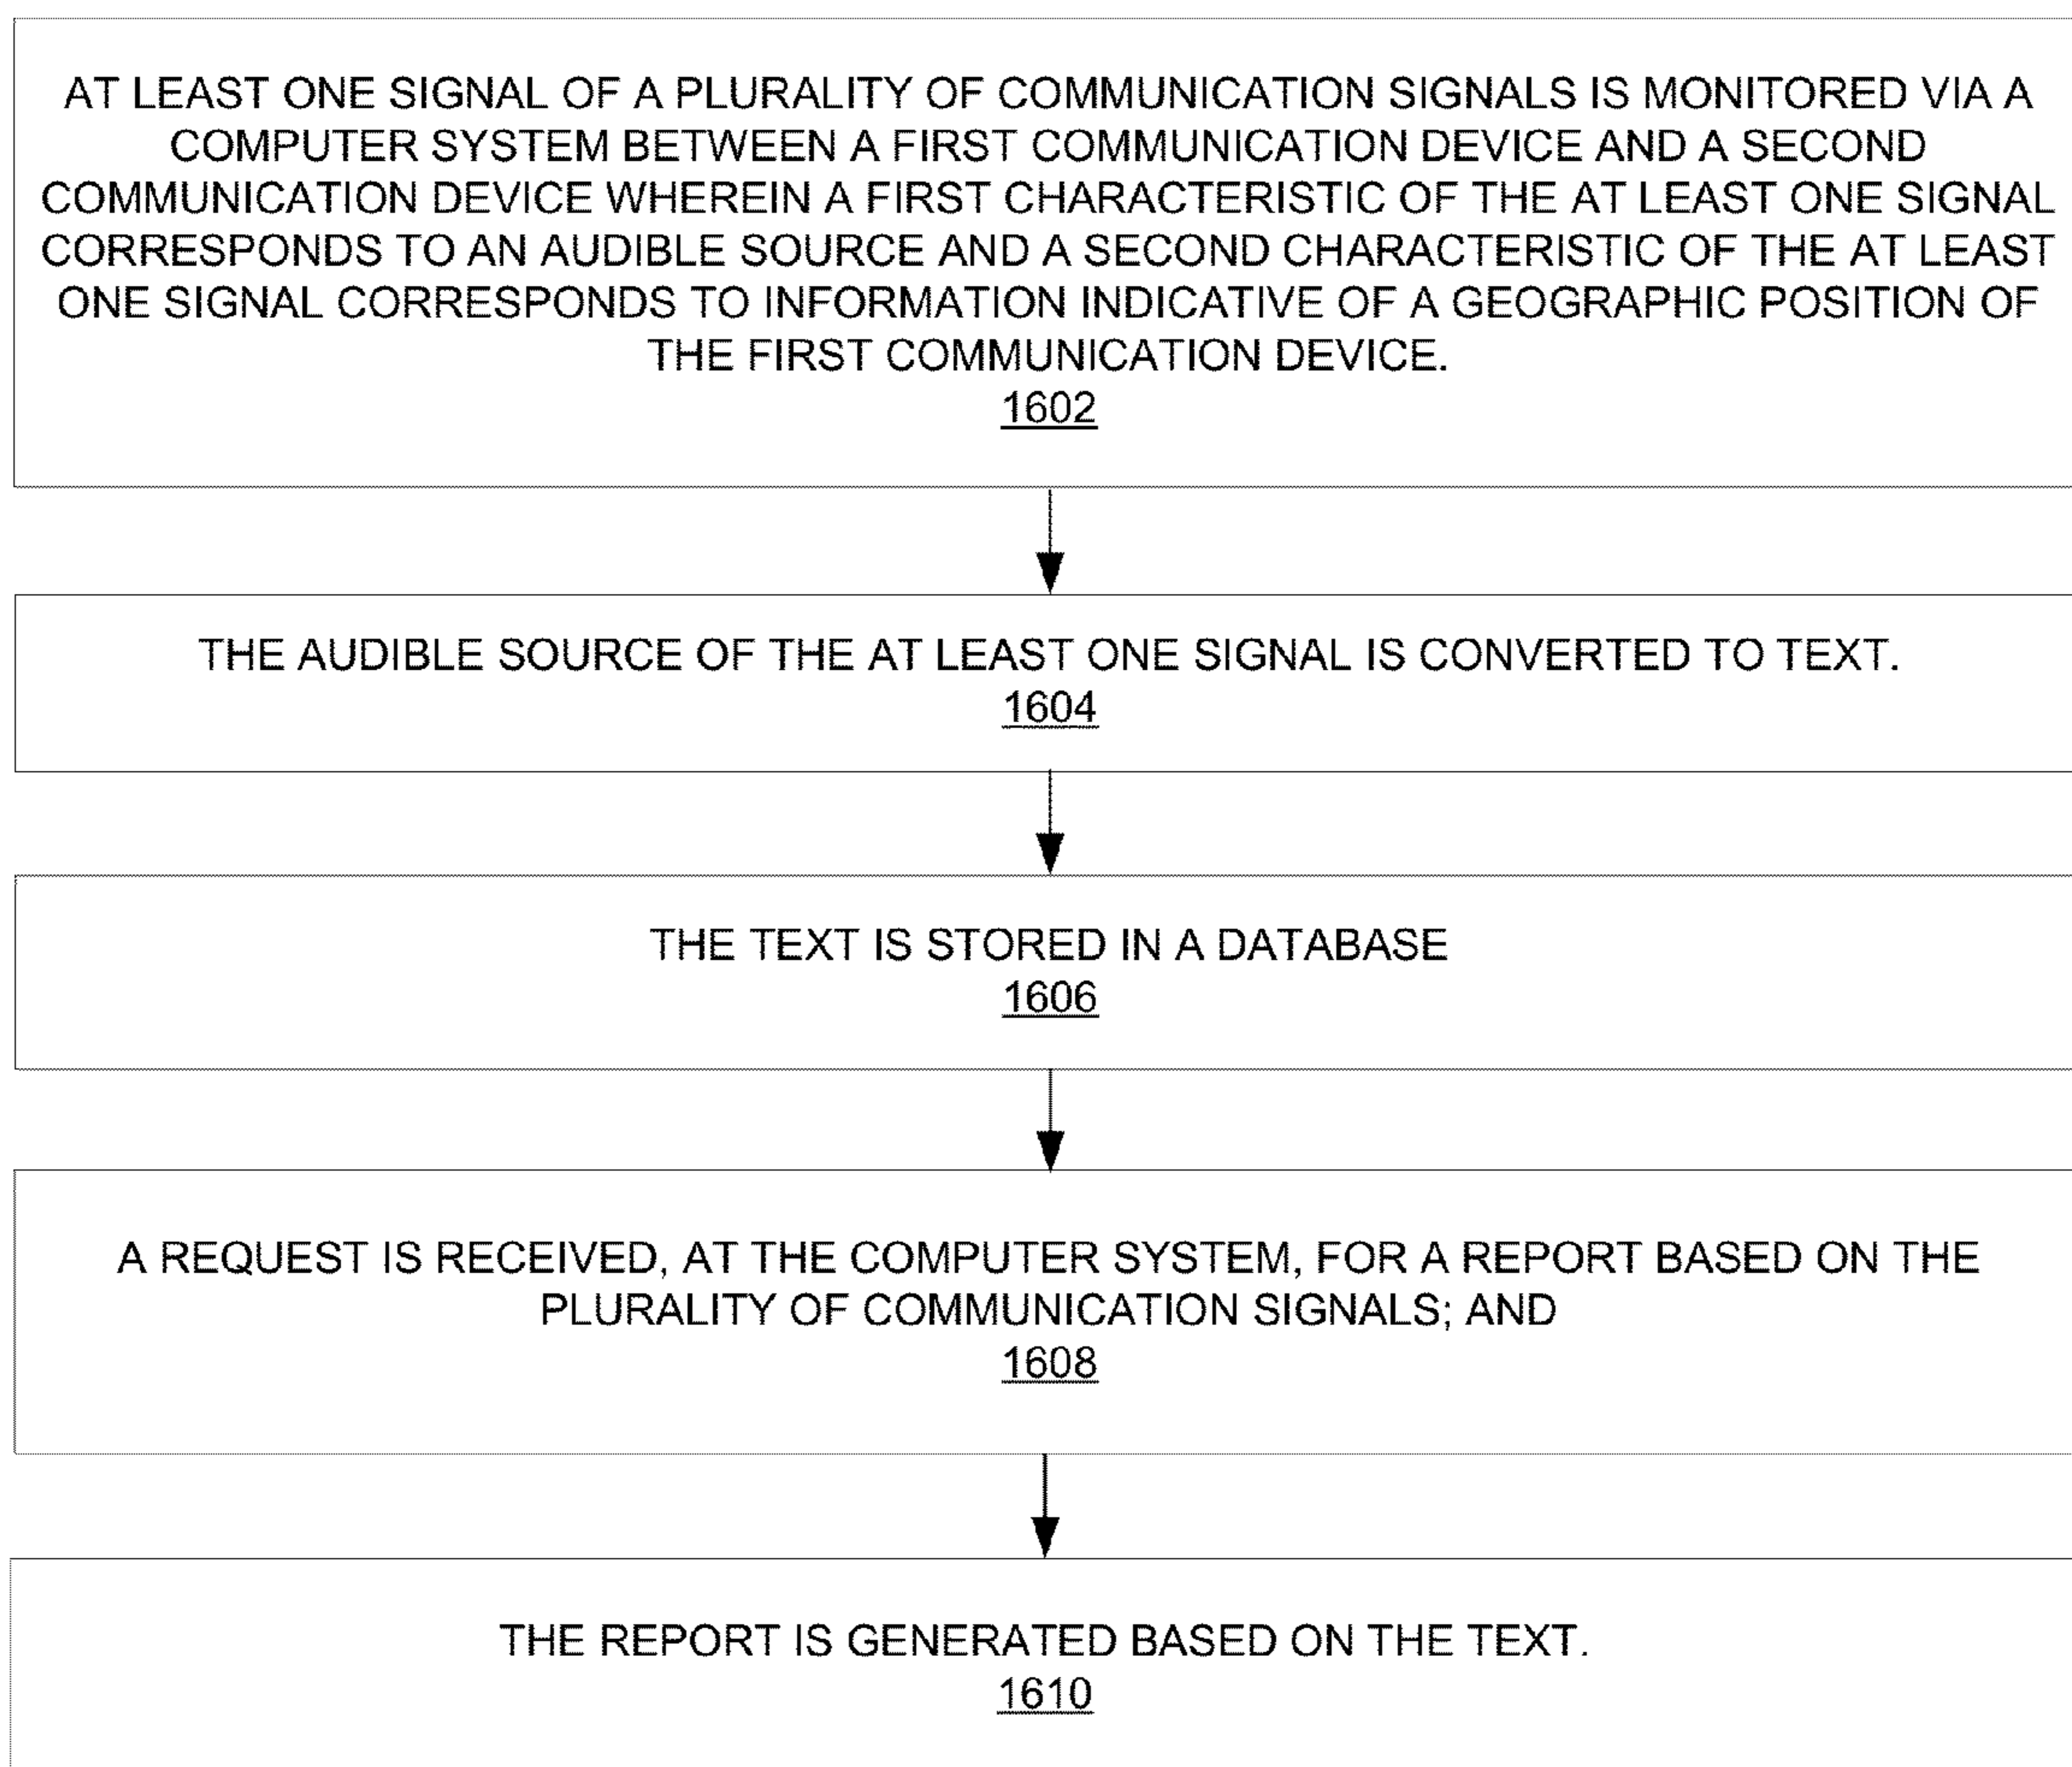 AT LEAST ONE SIGNAL OF A PLURALITY OF COMMUNICATION SIGNALS IS MONITORED VIA A
COMPUTER SYSTEM BETWEEN A FIRST COMMUNICATION DEVICE AND A SECOND
COMMUNICATION DEVICE WHEREIN A FIRST CHARACTERISTIC OF THE AT LEAST ONE SIGNAL
CORRESPONDS TO AN AUDIBLE SOURCE AND A SECOND CHARACTERISTIC OF THE AT LEAST
ONE SIGNAL CORRESPONDS TO INFORMATION INDICATIVE OF A GEOGRAPHIC POSITION OF
THE FIRST COMMUNICATION DEVICE.
1602
THE AUDIBLE SOURCE OF THE AT LEAST ONE SIGNAL IS CONVERTED TO TEXT.
1604
THE TEXT IS STORED IN A DATABASE
1606
A REQUEST IS RECEIVED, AT THE COMPUTER SYSTEM, FOR A REPORT BASED ON THE
PLURALITY OF COMMUNICATION SIGNALS; AND
1608
THE REPORT IS GENERATED BASED ON THE TEXT.
1610